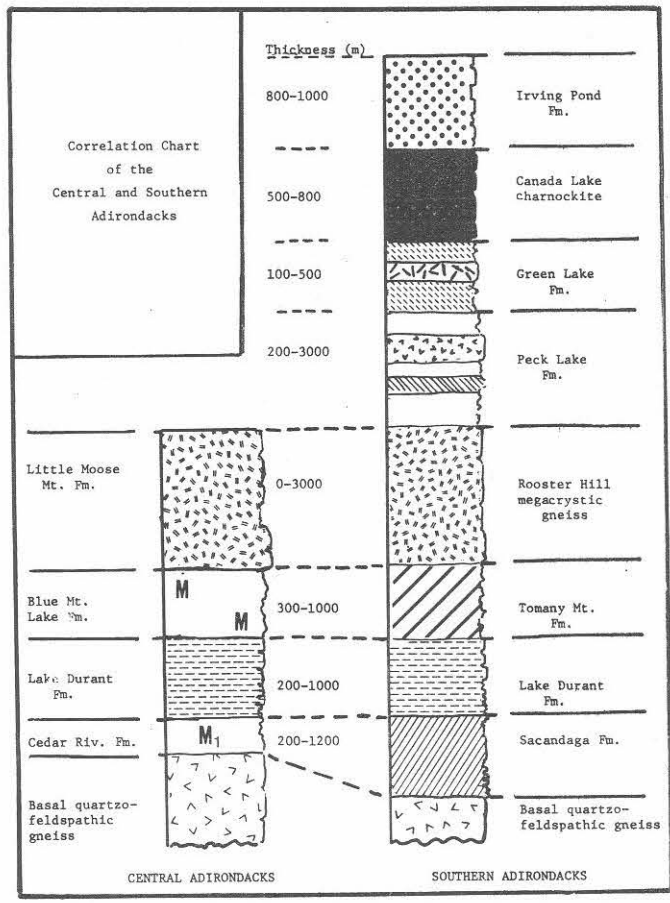 Correlation Chart
of the
Central and Southern
Adirondacks
Thickness (m)
800-1000
500-800
100-500
200-3000
0-3000
300-1000
200-1000
200-1200
Irving Pond
Fm.
Canada Lake
charnockite
Green Lake
Fm.
Peck Lake
Fm.
Rooster Hill
megacrystic
gneiss
Tomany Mt.
Fm.
Lake Durant
Fm.
Sacandaga Fm.
Basal quartzo-
feldspathic gneiss
Little Moose
Mt. Fm.
Blue Mt.
Lake Fm.
Lake Durant
Fm.
Cedar Riv. Fm.
Basal quartzo-
feldspathic
gneiss
M
M
M1
CENTRAL ADIRONDACKS
SOUTHERN ADIRONDACKS